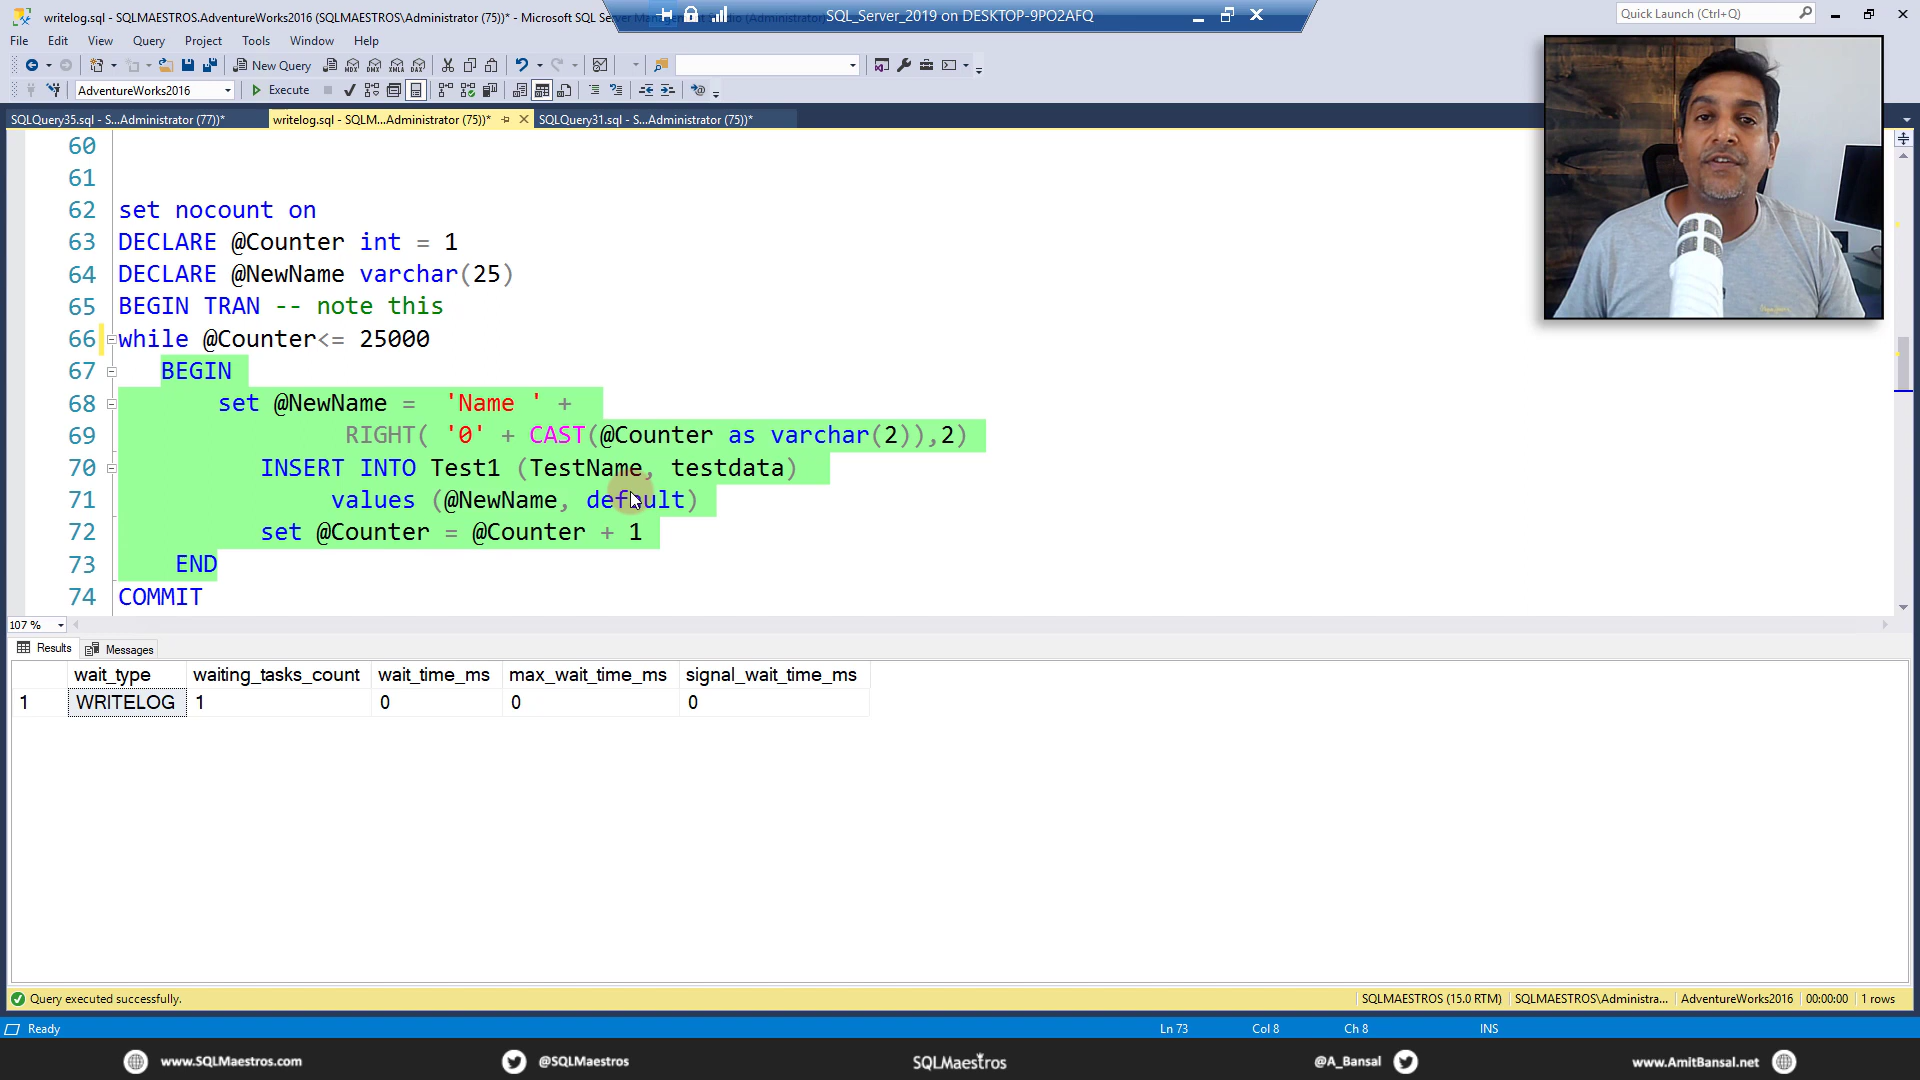 writelog.sql - SQLMAESTROS.AdventureWorks2016 (SQLMAESTROS\Administrator (75))* - Microsoft SQL Ser
SQL_Server_2019 on DESKTOP-9PO2AFQ
Quick Launch (Ctrl+Q)
File Edit View Query Project Tools Window Help
New Query
AdventureWorks2016
Execute
SQLQuery35.sql - S...Administrator (77))*
writelog.sql - SQLM...Administrator (75))*
SQLQuery31.sql - S...Administrator (75))*
60
61
62 set nocount on
63 DECLARE @Counter int = 1
64 DECLARE @NewName varchar(25)
65 BEGIN TRAN -- note this
66 while @Counter<= 25000
67 BEGIN
68 set @NewName = 'Name ' +
69 RIGHT( '0' + CAST(@Counter as varchar(2)),2)
70 INSERT INTO Test1 (TestName, testdata)
71 values (@NewName, default)
72 set @Counter = @Counter + 1
73 END
74 COMMIT
107 %
Results Messages
wait_type waiting_tasks_count wait_time_ms max_wait_time_ms signal_wait_time_ms
1 WRITELOG 1 0 0 0
Query executed successfully.
SQLMAESTROS (15.0 RTM) SQLMAESTROS\Administra... AdventureWorks2016 00:00:00 1 rows
Ready
Ln 73 Col 8 Ch 8 INS
www.SQLMaestros.com @SQLMaestros SQLMaestros @A_Bansal www.AmitBansal.net